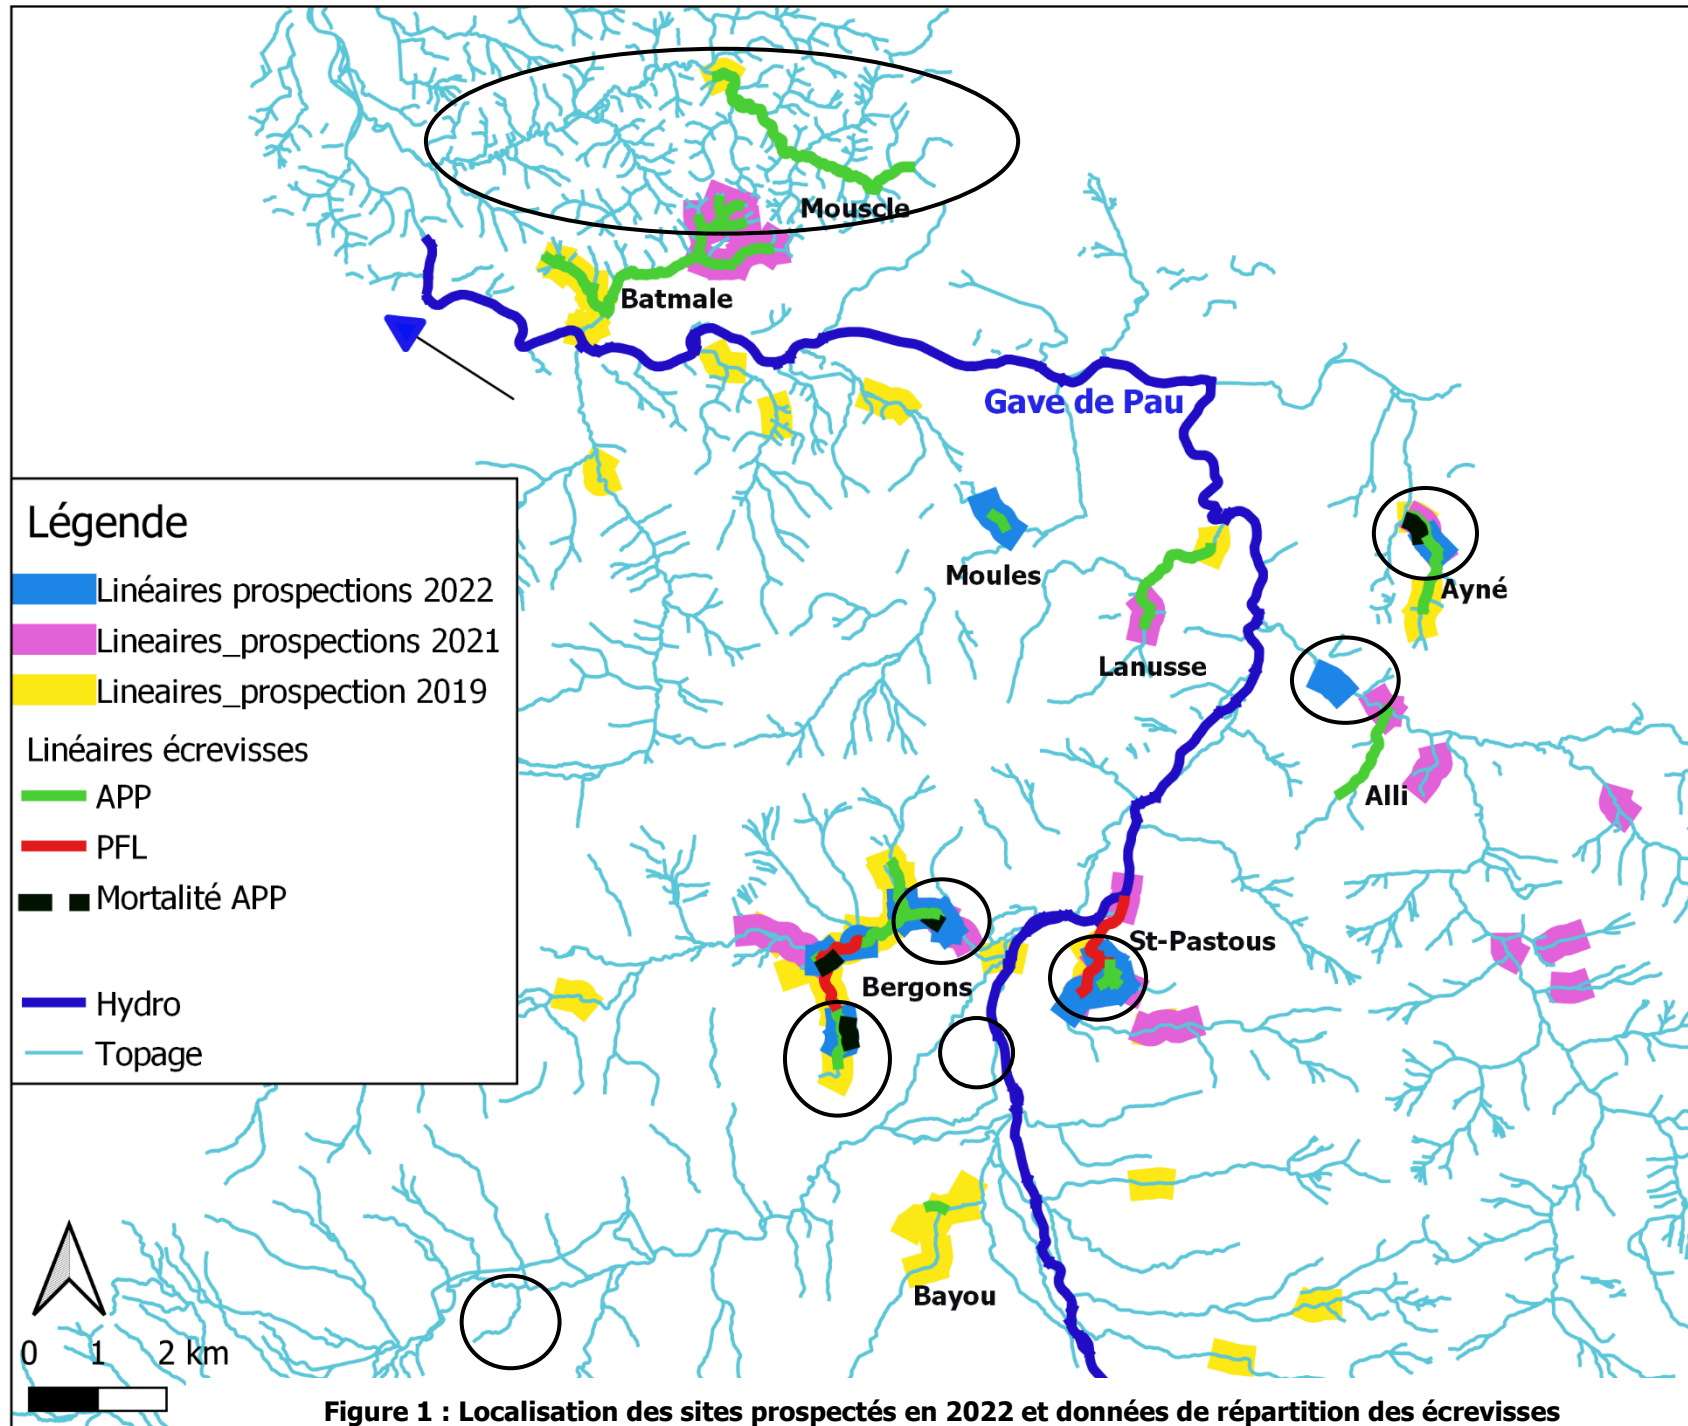 Mouscle
Batmale
Gave de Pau
Légende
Linéaires prospections 2022
Lineaires_prospections 2021
Lineaires_prospection 2019
Linéaires écrevisses
APP
PFL
Mortalité APP
Hydro
Topage
Moules
Ayné
Lanusse
Alli
St-Pastous
Bergons
Bayou
0 1 2 km
Figure 1 : Localisation des sites prospectés en 2022 et données de répartition des écrevisses